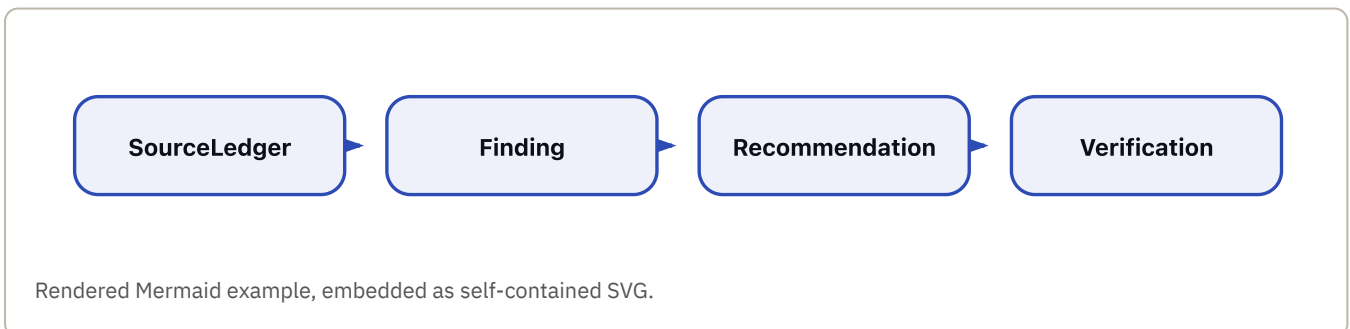 SourceLedger
Finding
Recommendation
Verification
Rendered Mermaid example, embedded as self-contained SVG.